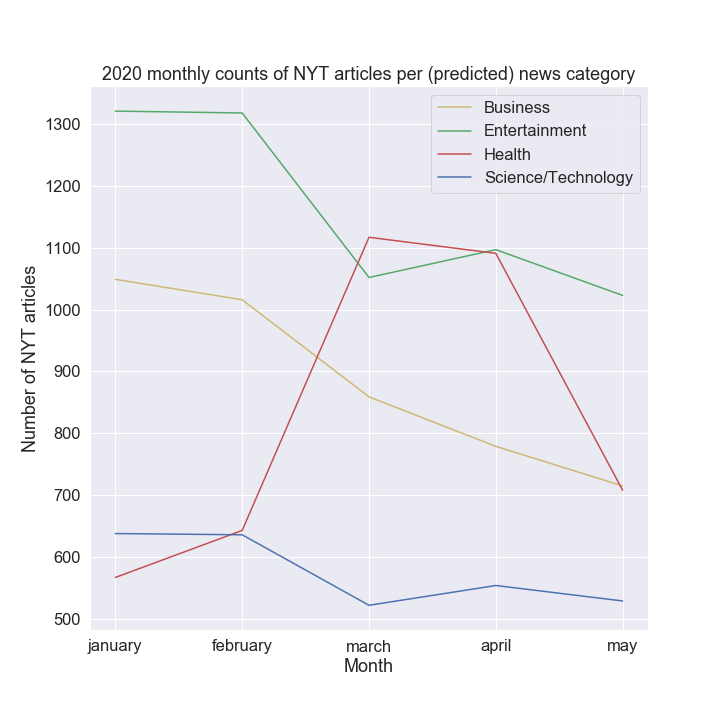 2020 monthly counts of NYT articles per (predicted) news category
Business
Entertainment
Health
Science/Technology
Number of NYT articles
1300
1200
1100
1000
900
800
700
600
500
january
february
march
april
may
Month